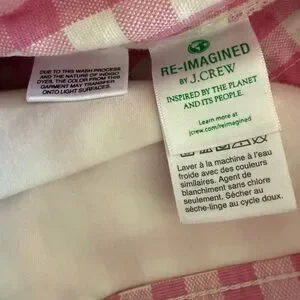 DUE TO THIS WASH PROCESS
AND THE NATURE OF INDIGO
DYES, THE COLOR FROM THIS
GARMENT MAY TRANSFER
ONTO LIGHT SURFACES.
RE-IMAGINED
BY J.CREW
INSPIRED BY THE PLANET
AND ITS PEOPLE.
Learn more at
jcrew.com/reimagined
Laver à la machine à l'eau
froide avec des couleurs
similaires. Agent de
blanchiment sans chlore
seulement. Sécher au
sèche-linge au cycle doux.